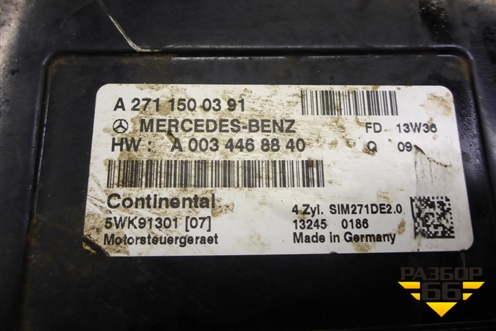 A 271 150 03 91
MERCEDES-BENZ FD 13W36
HW : A 003 446 88 40 Q 09
Continental 4 Zyl. SIM271DE2.0
5WK91301 [07] 13245 0186
Motorsteuergeraet Made in Germany
РАЗБОР
66